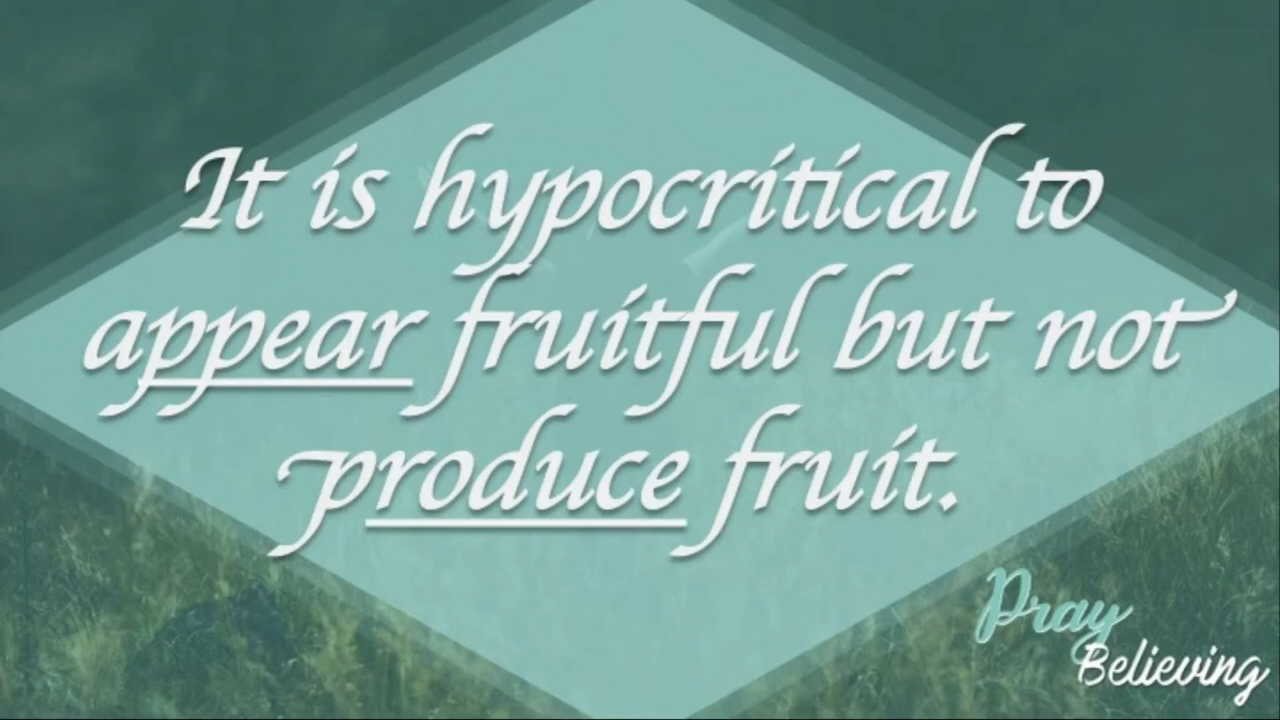 It is hypocritical to
appear fruitful but not
produce fruit.
Pray
Believing